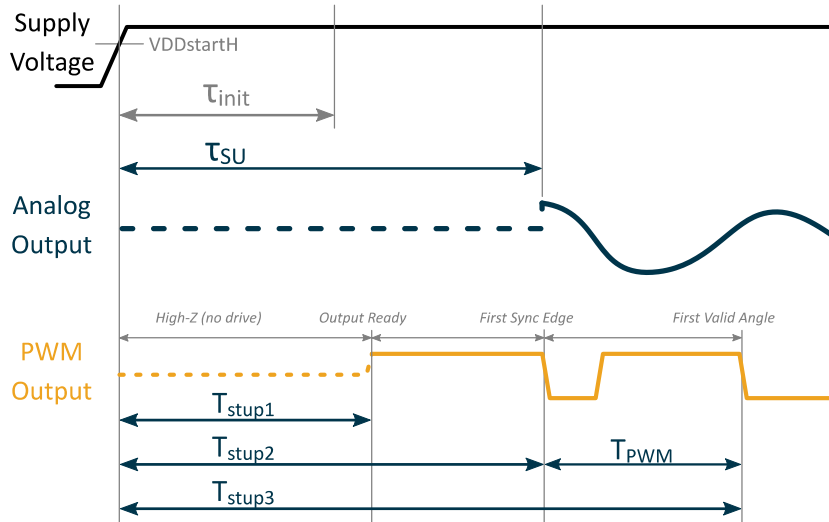 Supply
Voltage
VDDstartH
τinit
τSU
Analog
Output
High-Z (no drive)
Output Ready
First Sync Edge
First Valid Angle
PWM
Output
Tstup1
Tstup2
TPWM
Tstup3